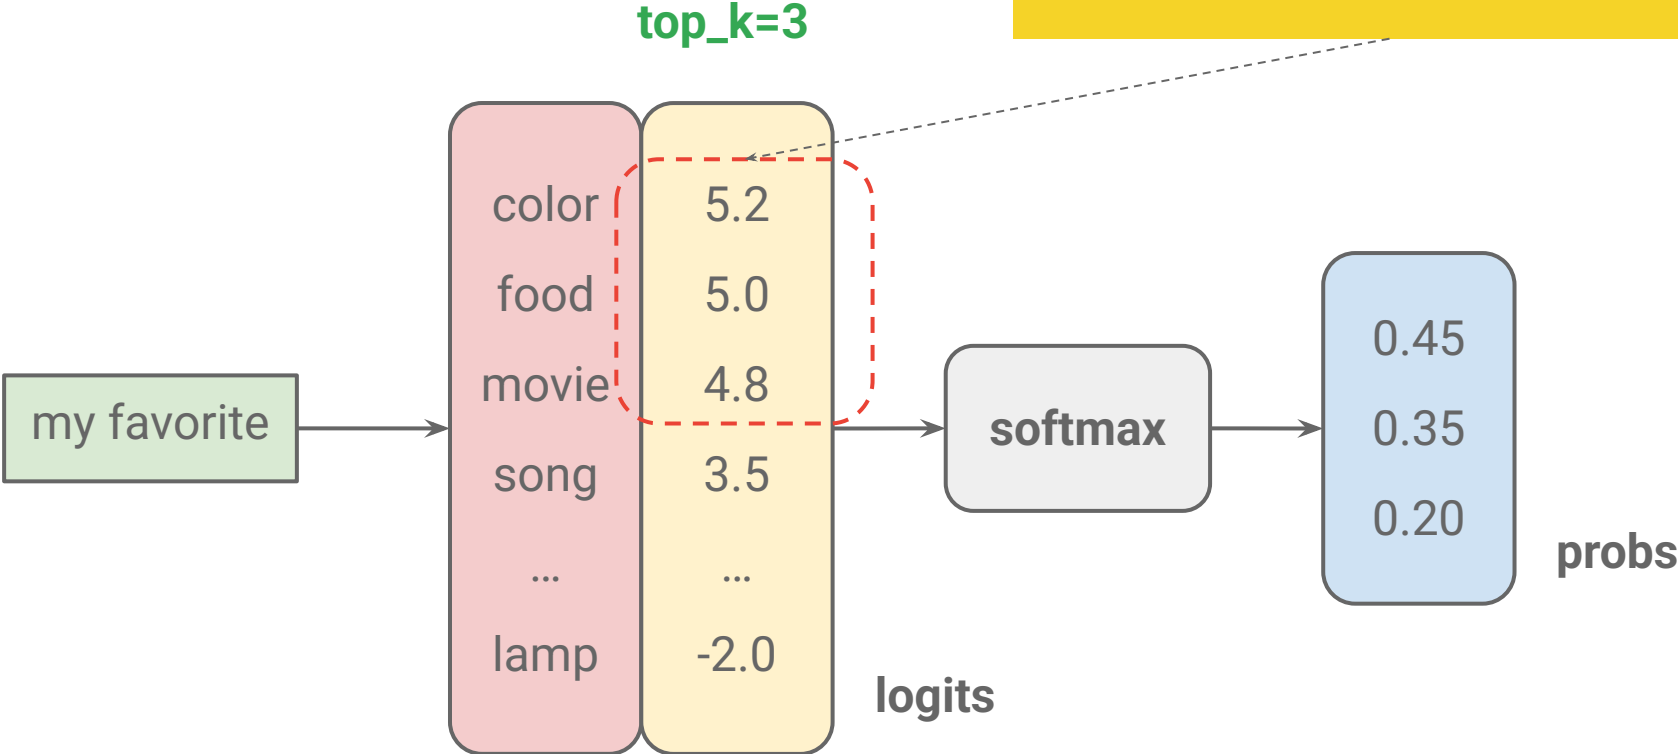 top_k=3
my favorite
color 5.2
food 5.0
movie 4.8
song 3.5
... ...
lamp -2.0
logits
softmax
0.45
0.35
0.20
probs